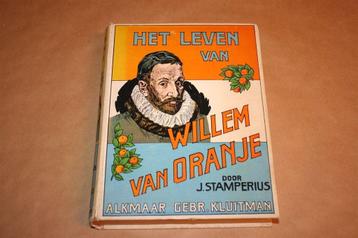 HET LEVEN
VAN
WILLEM
VAN ORANJE
DOOR
J. STAMPERIUS
ALKMAAR GEBR. KLUITMAN